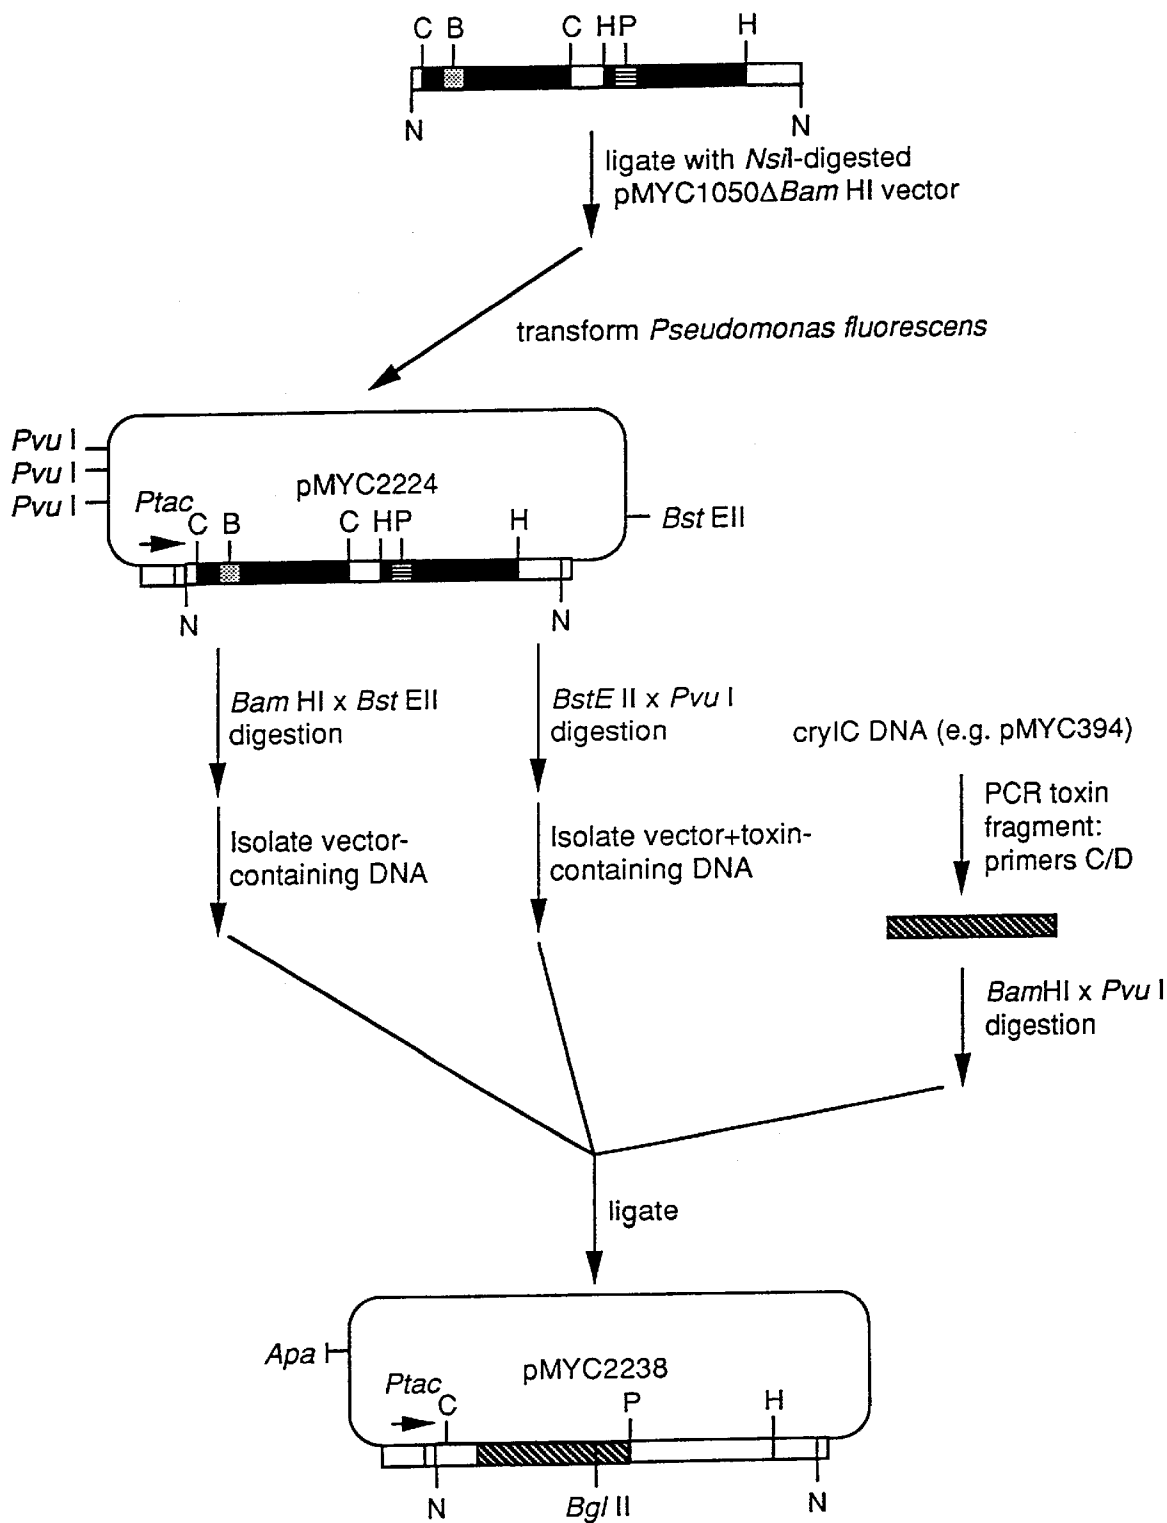 C B C H P H
N N
ligate with NsiI-digested
pMYC1050ΔBam HI vector
transform Pseudomonas fluorescens
Pvu I
Pvu I
Pvu I
pMYC2224
Ptac
C B C H P H
Bst EII
N N
Bam HI x Bst EII
digestion
BstE II x Pvu I
digestion
cryIC DNA (e.g. pMYC394)
PCR toxin
fragment:
primers C/D
Isolate vector-
containing DNA
Isolate vector+toxin-
containing DNA
BamHI x Pvu I
digestion
ligate
Apa I
pMYC2238
Ptac
C P H
N Bgl II N